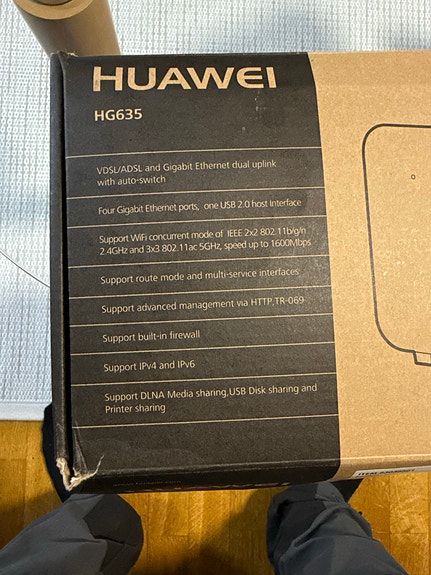 HUAWEI
HG635
VDSL/ADSL and Gigabit Ethernet dual uplink
with auto-switch
Four Gigabit Ethernet ports, one USB 2.0 host Interface
Support WiFi concurrent mode of IEEE 2x2 802.11b/g/n
2.4GHz and 3x3 802.11ac 5GHz, speed up to 1600Mbps
Support route mode and multi-service interfaces
Support advanced management via HTTP,TR-069
Support built-in firewall
Support IPv4 and IPv6
Support DLNA Media sharing,USB Disk sharing and
Printer sharing